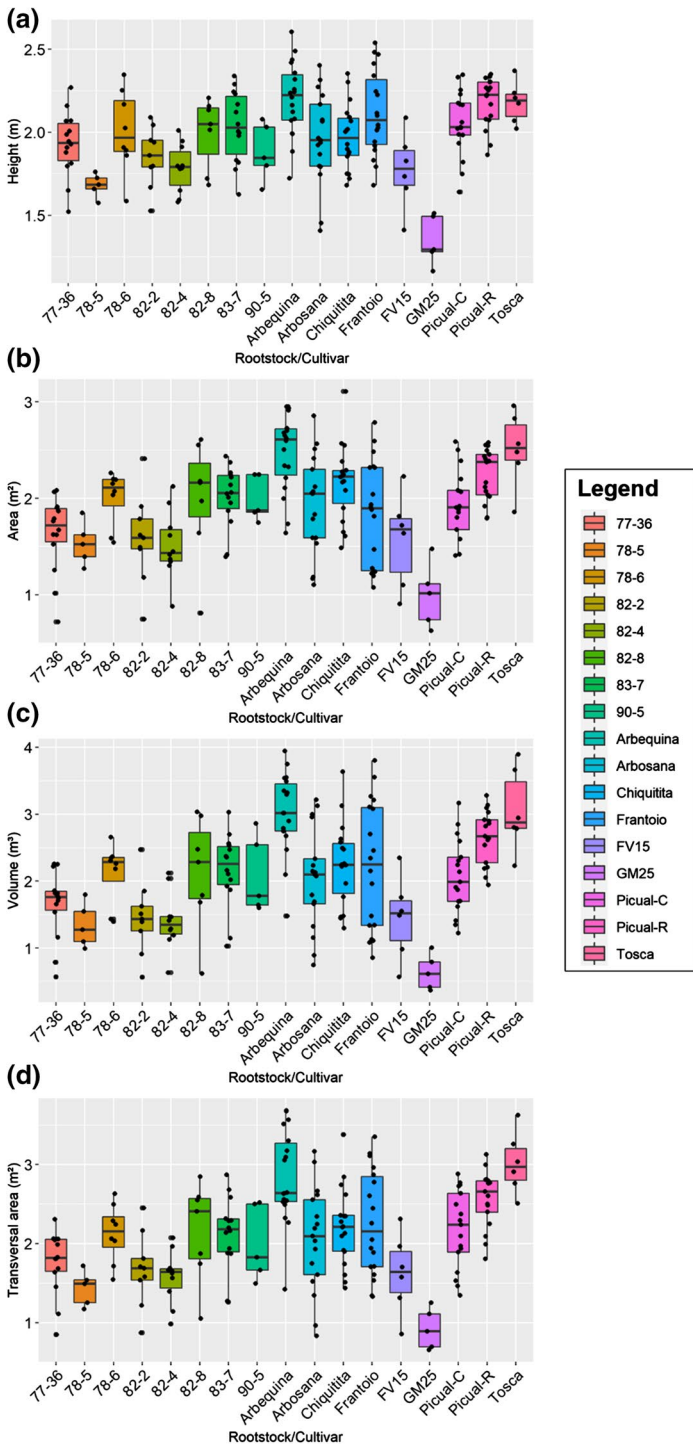 (a)
Height (m)
2.5
2.0
1.5
77-36
78-5
78-6
82-2
82-4
82-8
83-7
90-5
Arbequina
Arbosana
Chiquitita
Frantoio
FV15
GM25
Picual-C
Picual-R
Tosca
Rootstock/Cultivar
(b)
Area (m²)
3
2
1
77-36
78-5
78-6
82-2
82-4
82-8
83-7
90-5
Arbequina
Arbosana
Chiquitita
Frantoio
FV15
GM25
Picual-C
Picual-R
Tosca
Rootstock/Cultivar
(c)
Volume (m³)
4
3
2
1
77-36
78-5
78-6
82-2
82-4
82-8
83-7
90-5
Arbequina
Arbosana
Chiquitita
Frantoio
FV15
GM25
Picual-C
Picual-R
Tosca
Rootstock/Cultivar
(d)
Transversal area (m²)
3
2
1
77-36
78-5
78-6
82-2
82-4
82-8
83-7
90-5
Arbequina
Arbosana
Chiquitita
Frantoio
FV15
GM25
Picual-C
Picual-R
Tosca
Rootstock/Cultivar
Legend
77-36
78-5
78-6
82-2
82-4
82-8
83-7
90-5
Arbequina
Arbosana
Chiquitita
Frantoio
FV15
GM25
Picual-C
Picual-R
Tosca